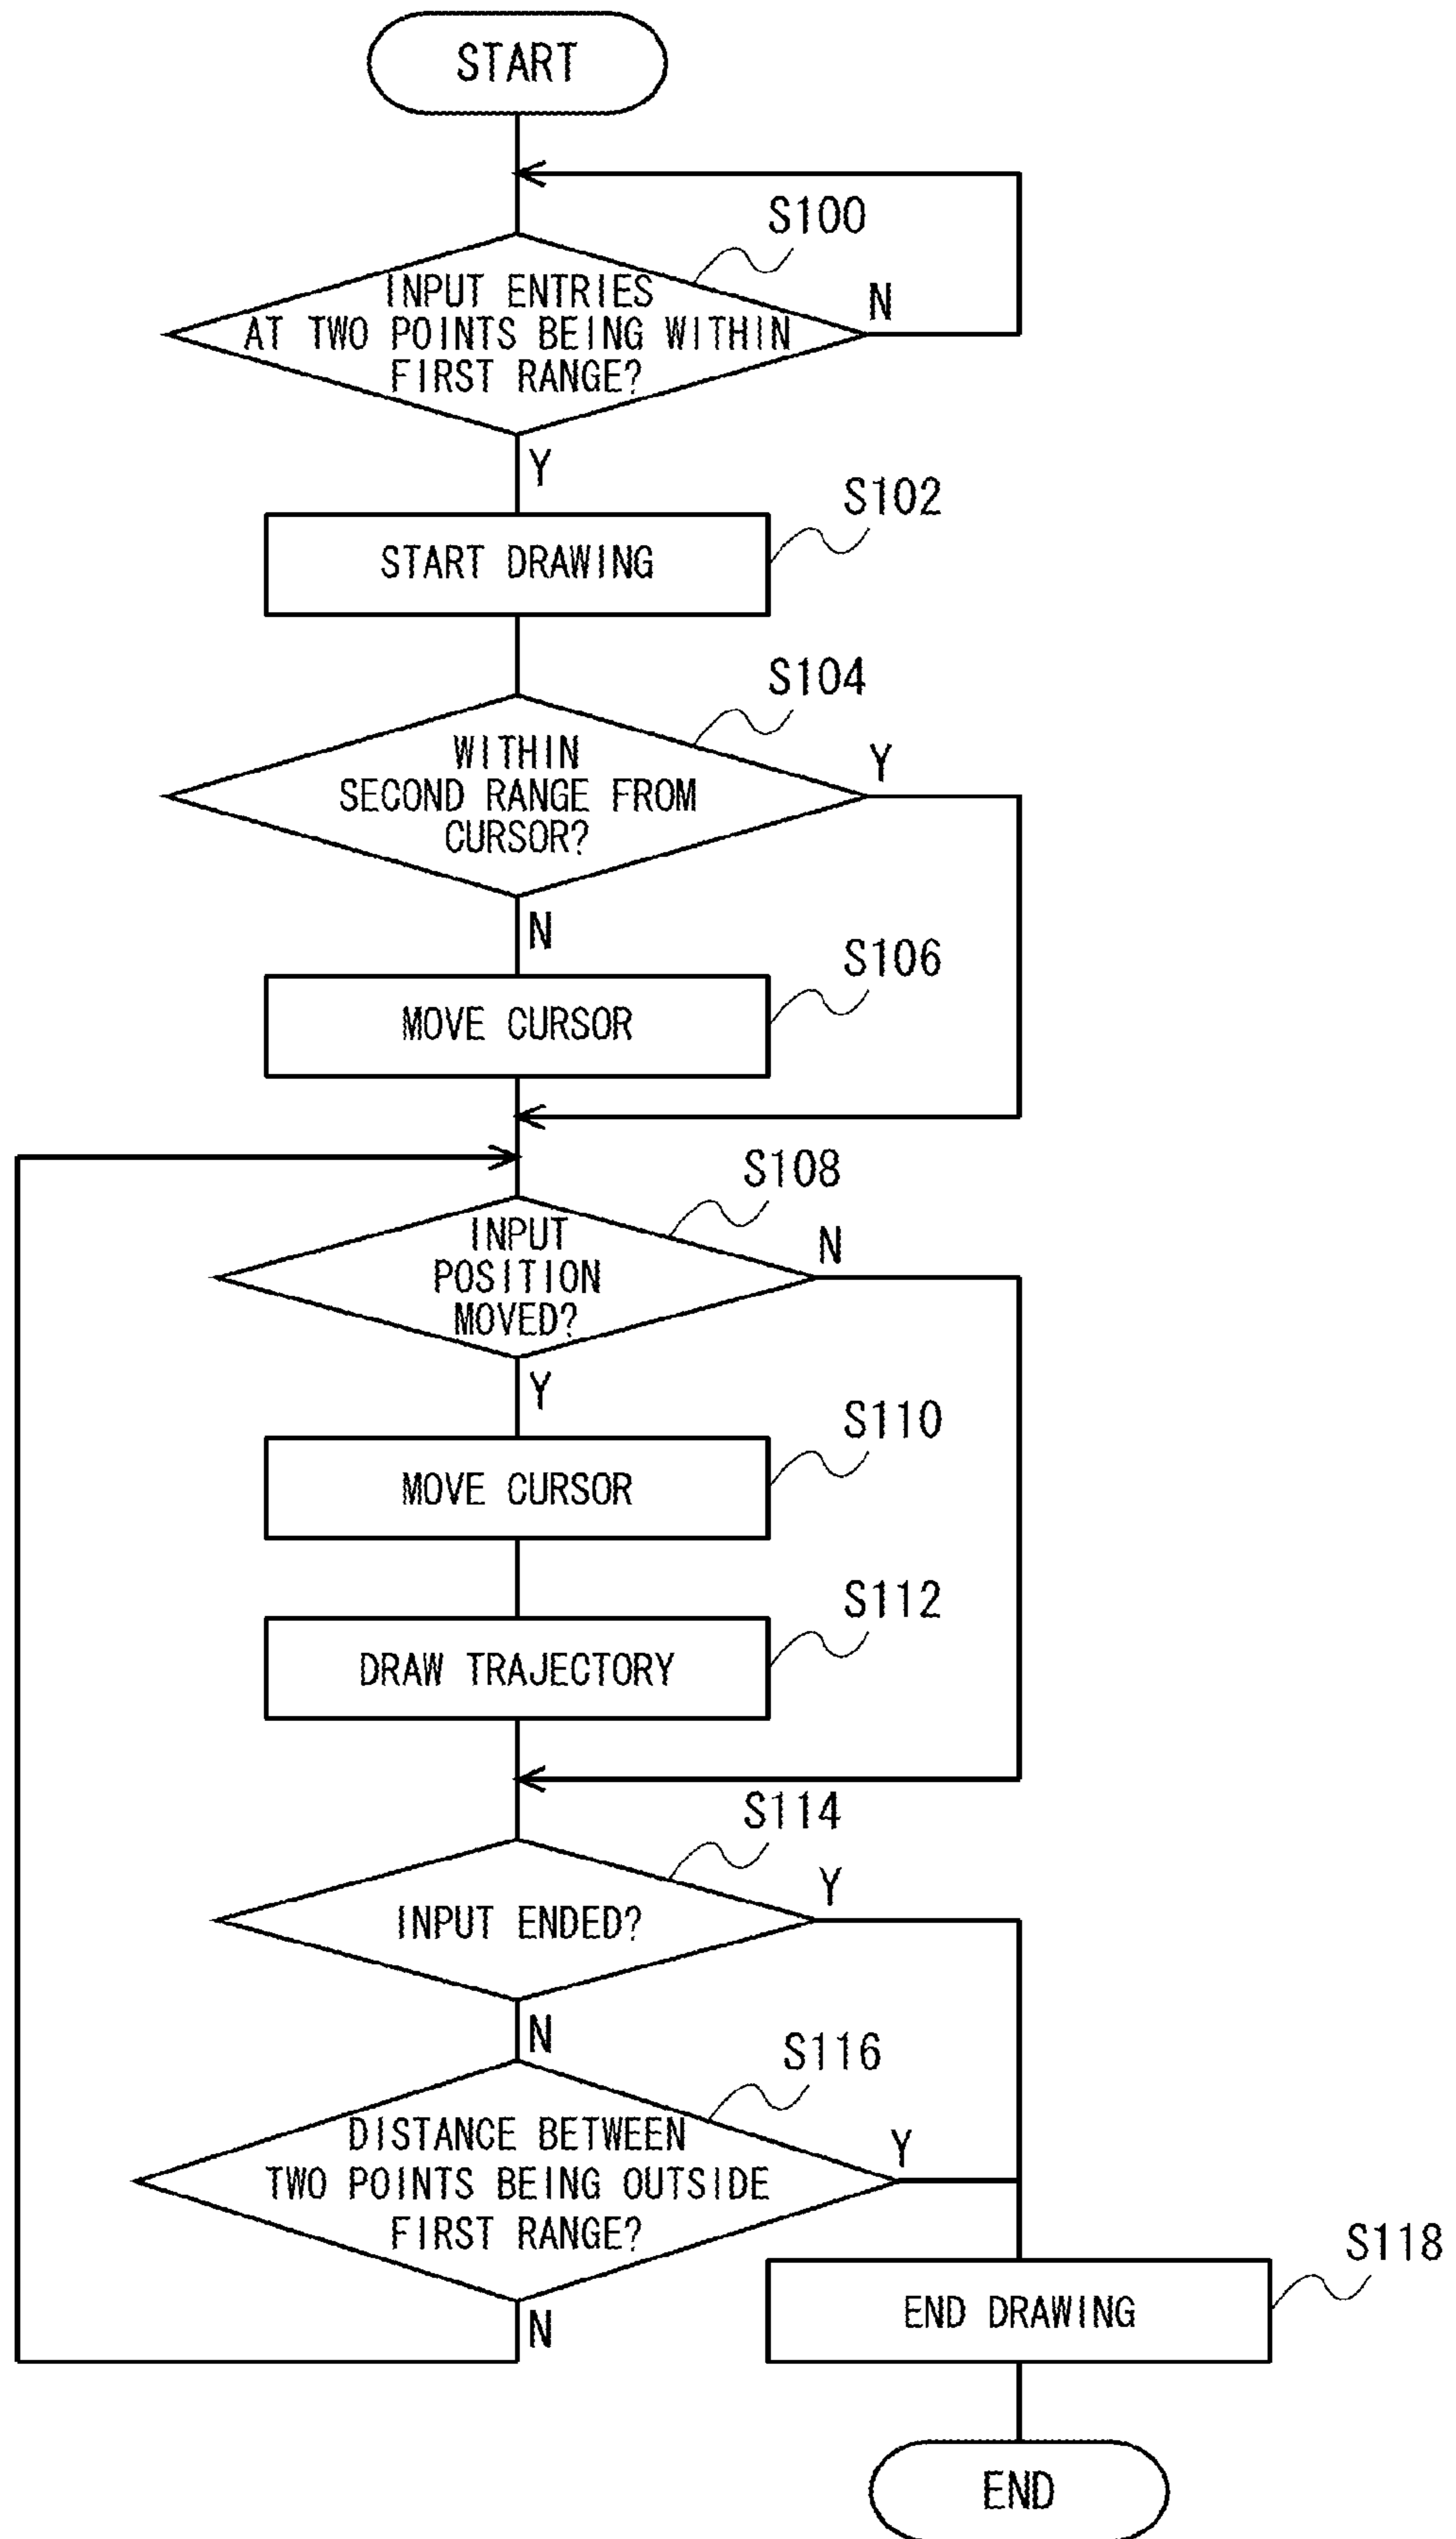 START
S100
INPUT ENTRIES
AT TWO POINTS BEING WITHIN
FIRST RANGE?
N
Y
S102
START DRAWING
S104
WITHIN
SECOND RANGE FROM
CURSOR?
Y
N
S106
MOVE CURSOR
S108
INPUT
POSITION
MOVED?
N
Y
S110
MOVE CURSOR
S112
DRAW TRAJECTORY
S114
INPUT ENDED?
Y
N
S116
DISTANCE BETWEEN
TWO POINTS BEING OUTSIDE
FIRST RANGE?
Y
N
S118
END DRAWING
END